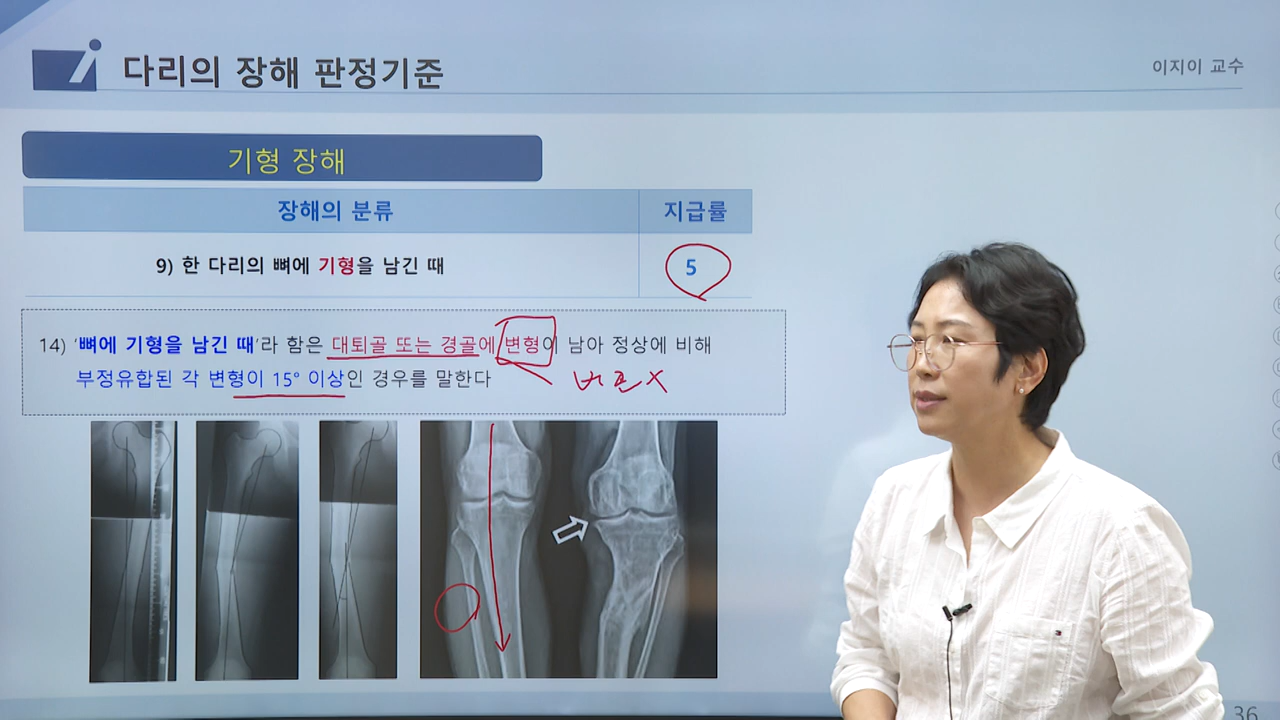 다리의 장해 판정기준
이지이 교수
기형 장해
장해의 분류
지급률
9) 한 다리의 뼈에 기형을 남긴 때
5
14) ‘뼈에 기형을 남긴 때’라 함은 대퇴골 또는 경골에 변형이 남아 정상에 비해
부정유합된 각 변형이 15° 이상인 경우를 말한다
36